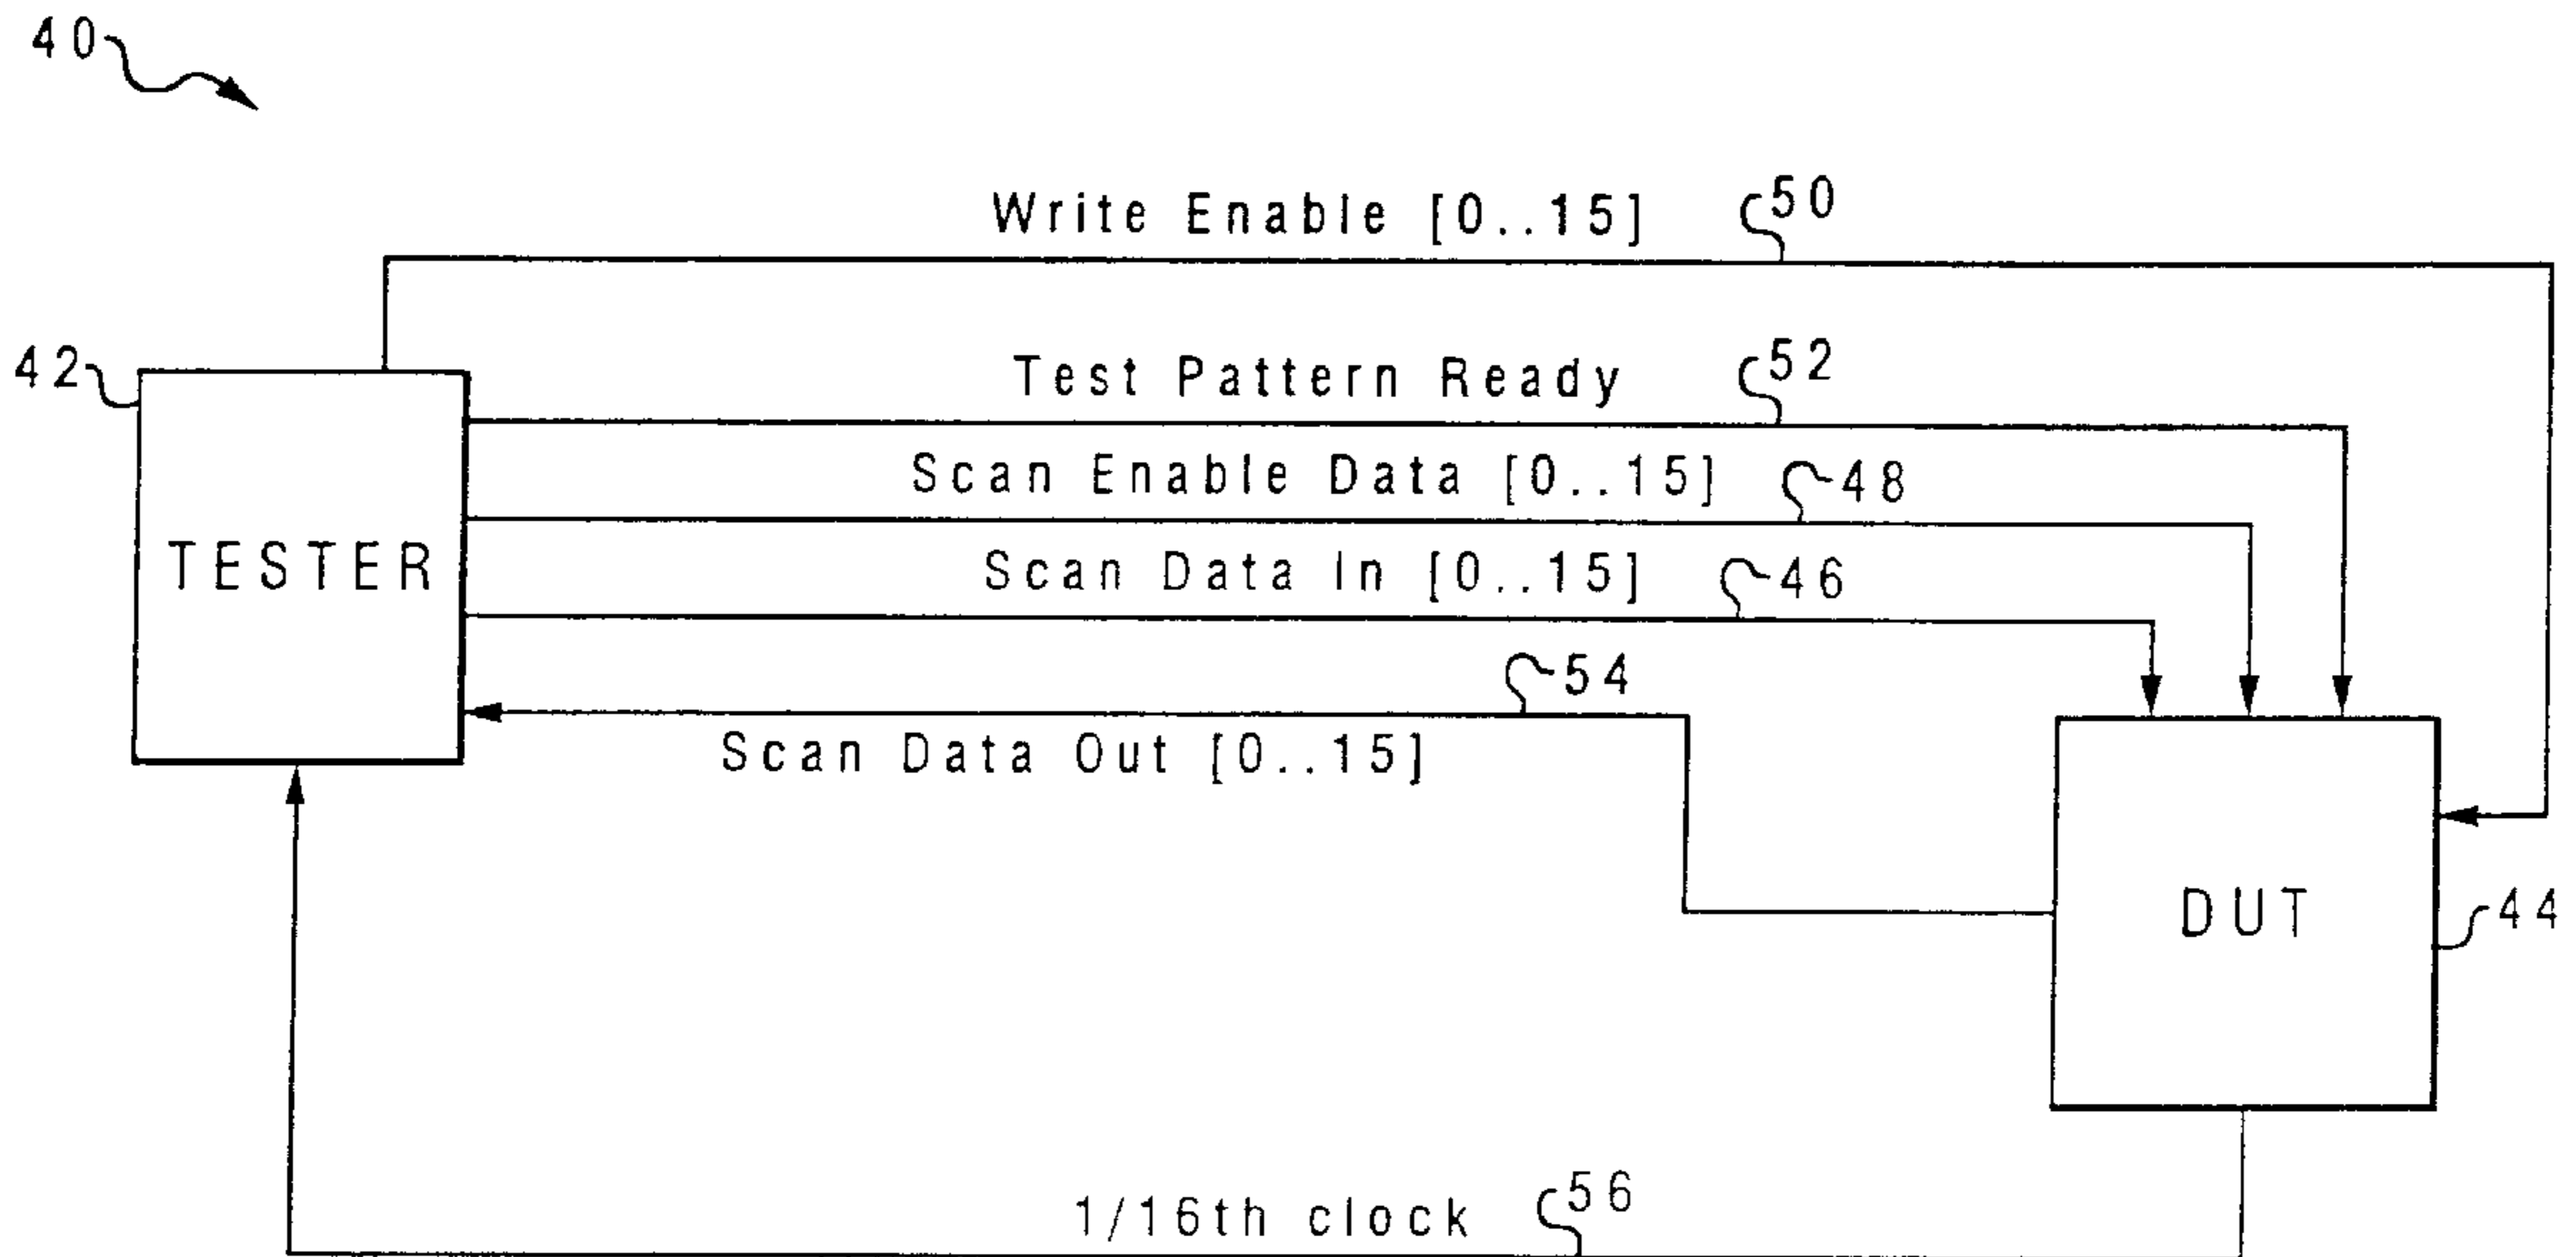 40
Write Enable [0..15] 50
42
Test Pattern Ready 52
Scan Enable Data [0..15] 48
TESTER
Scan Data In [0..15] 46
54
Scan Data Out [0..15]
DUT
44
1/16th clock 56